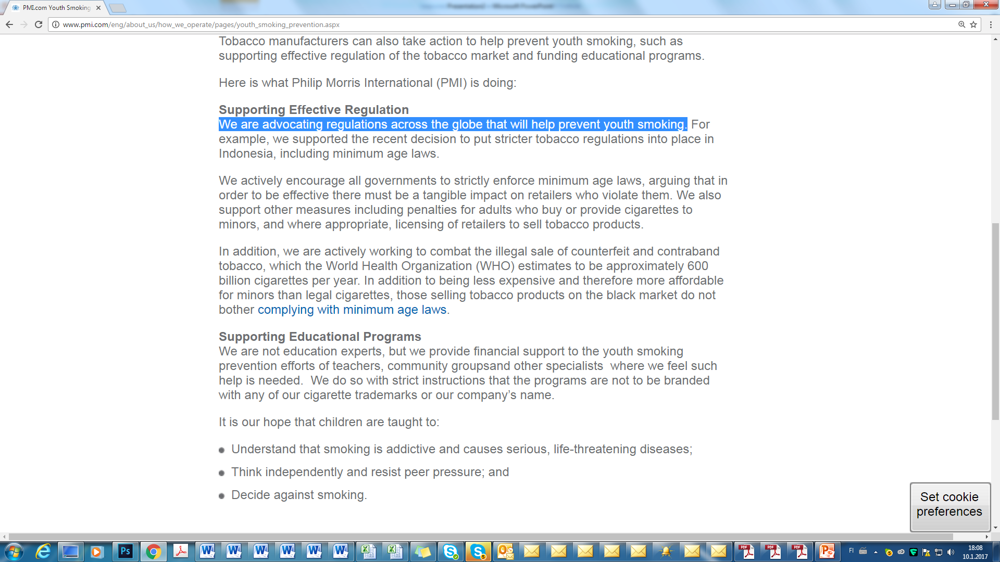 PMI.com Youth Smoking
Presentation2 - Microsoft PowerPoint
www.pmi.com/eng/about_us/how_we_operate/pages/youth_smoking_prevention.aspx
Tobacco manufacturers can also take action to help prevent youth smoking, such as
supporting effective regulation of the tobacco market and funding educational programs.
Here is what Philip Morris International (PMI) is doing:
Supporting Effective Regulation
We are advocating regulations across the globe that will help prevent youth smoking. For
example, we supported the recent decision to put stricter tobacco regulations into place in
Indonesia, including minimum age laws.
We actively encourage all governments to strictly enforce minimum age laws, arguing that in
order to be effective there must be a tangible impact on retailers who violate them. We also
support other measures including penalties for adults who buy or provide cigarettes to
minors, and where appropriate, licensing of retailers to sell tobacco products.
In addition, we are actively working to combat the illegal sale of counterfeit and contraband
tobacco, which the World Health Organization (WHO) estimates to be approximately 600
billion cigarettes per year. In addition to being less expensive and therefore more affordable
for minors than legal cigarettes, those selling tobacco products on the black market do not
bother complying with minimum age laws.
Supporting Educational Programs
We are not education experts, but we provide financial support to the youth smoking
prevention efforts of teachers, community groupsand other specialists  where we feel such
help is needed.  We do so with strict instructions that the programs are not to be branded
with any of our cigarette trademarks or our company’s name.
It is our hope that children are taught to:
Understand that smoking is addictive and causes serious, life-threatening diseases;
Think independently and resist peer pressure; and
Decide against smoking.
Set cookie
preferences
FI
18:08
10.1.2017